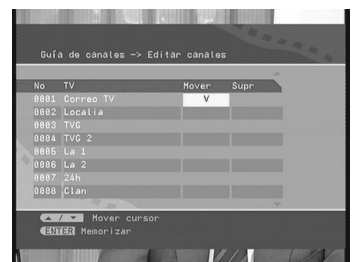 Guía de canáles -> Editar canáles
No TV Mover Supr
0001 Correo TV V
0002 Localia
0003 TVG
0004 TVG 2
0005 La 1
0006 La 2
0007 24h
0008 Clan
/ Mover cursor
ENTER Memorizar